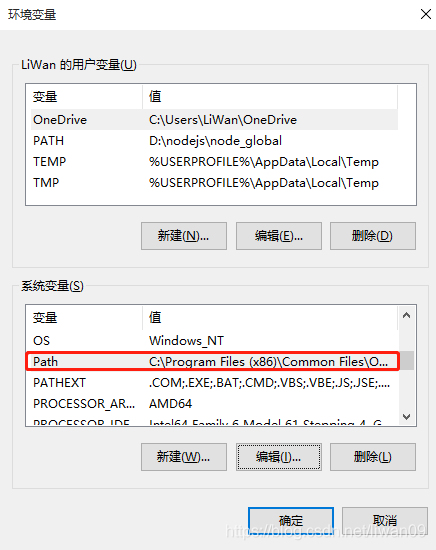 环境变量
LiWan 的用户变量(U)
变量 值
OneDrive C:\Users\LiWan\OneDrive
PATH D:\nodejs\node_global
TEMP %USERPROFILE%\AppData\Local\Temp
TMP %USERPROFILE%\AppData\Local\Temp
新建(N)... 编辑(E)... 删除(D)
系统变量(S)
变量 值
OS Windows_NT
Path C:\Program Files (x86)\Common Files\O...
PATHEXT .COM;.EXE;.BAT;.CMD;.VBS;.VBE;.JS;.JSE;....
PROCESSOR_AR... AMD64
PROCESSOR_IDE Intel64 Family 6 Model 61 Stepping 4, G
新建(W)... 编辑(I)... 删除(L)
确定 取消
https://blog.csdn.net/liwan09